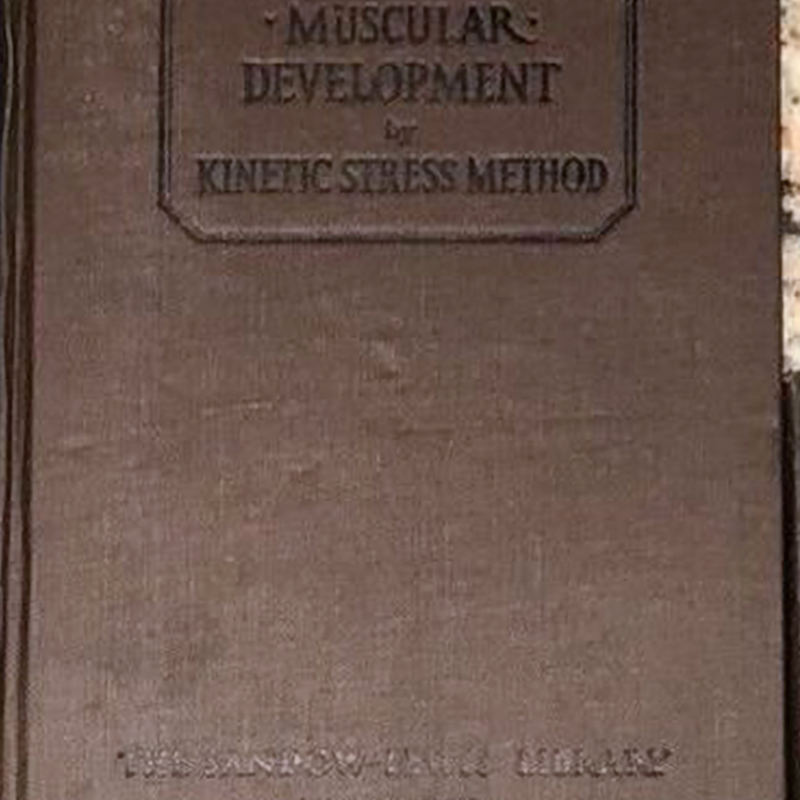 · MUSCULAR ·
DEVELOPMENT
by
KINETIC STRESS METHOD
THE SANDOW LIBRARY